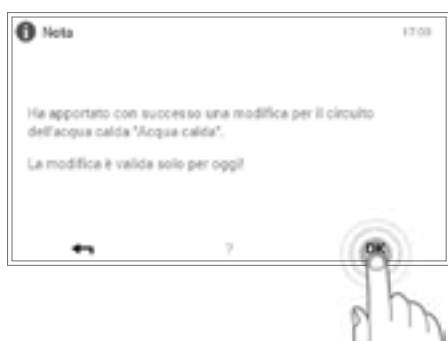 Nota
17:03
Ha apportato con successo una modifica per il circuito
dell'acqua calda "Acqua calda".
La modifica è valida solo per oggi!
?
OK